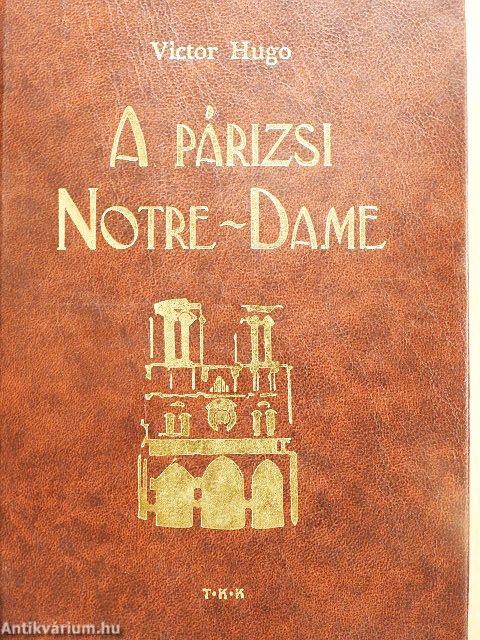 Victor Hugo
A PÁRIZSI
NOTRE~DAME
T•K•K
Antikvárium.hu